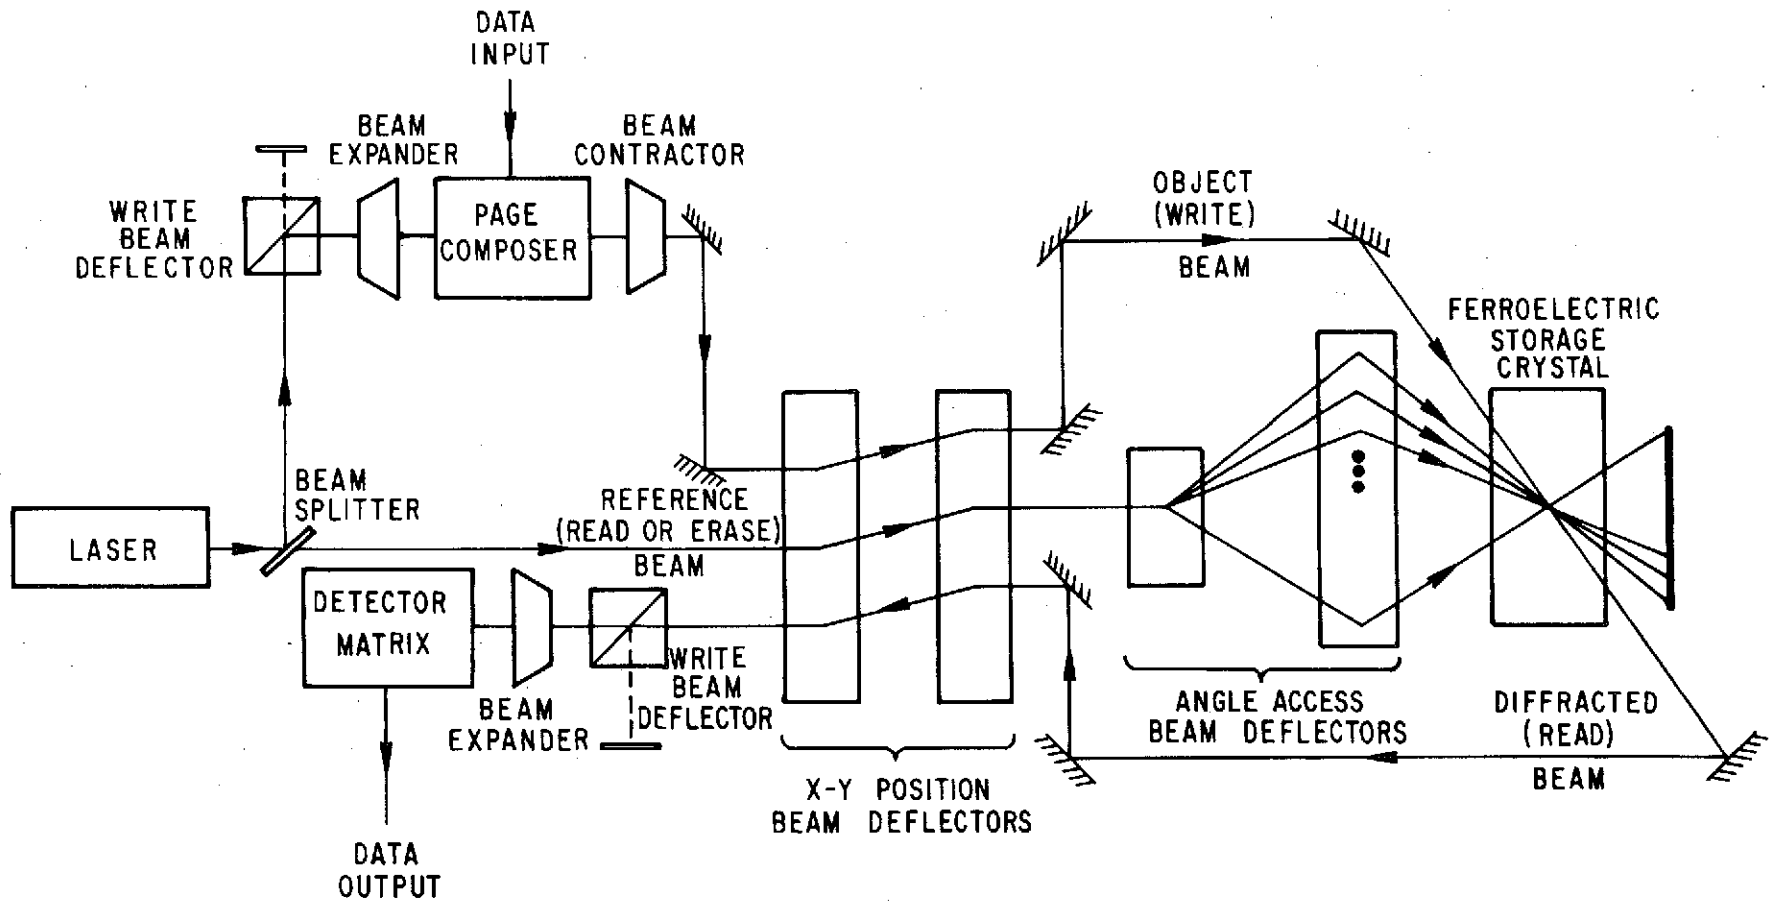 DATA
INPUT
BEAM
EXPANDER
BEAM
CONTRACTOR
WRITE
BEAM
DEFLECTOR
PAGE
COMPOSER
OBJECT
(WRITE)
BEAM
FERROELECTRIC
STORAGE
CRYSTAL
BEAM
SPLITTER
LASER
REFERENCE
(READ OR ERASE)
BEAM
DETECTOR
MATRIX
WRITE
BEAM
DEFLECTOR
BEAM
EXPANDER
ANGLE ACCESS
BEAM DEFLECTORS
DIFFRACTED
(READ)
BEAM
X-Y POSITION
BEAM DEFLECTORS
DATA
OUTPUT